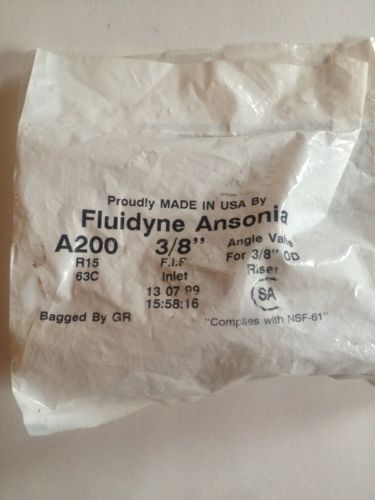 Proudly MADE IN USA By
Fluidyne Ansonia
A200 3/8" Angle Valve
R15 F.I.P. For 3/8" OD
63C Inlet Riser
13 07 99 SA
15:58:16
Bagged By GR "Complies with NSF-61"